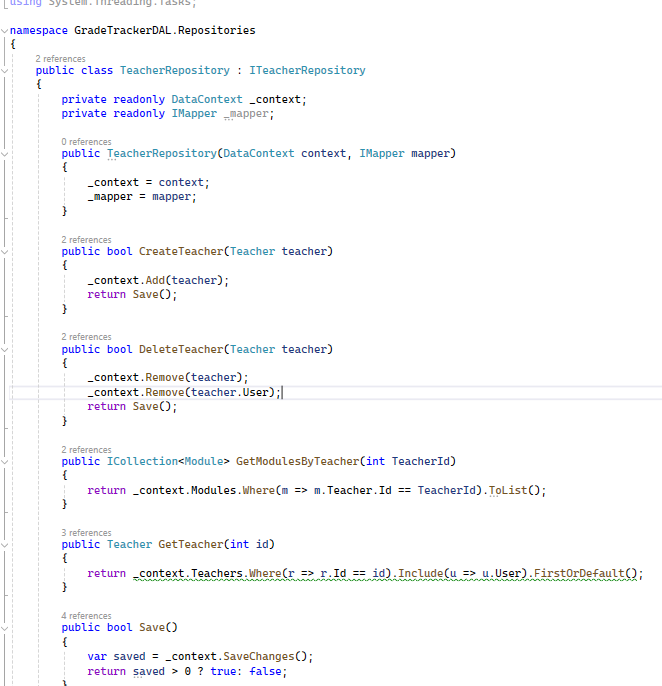 using System.Threading.Tasks;
namespace GradeTrackerDAL.Repositories
{
2 references
public class TeacherRepository : ITeacherRepository
{
private readonly DataContext _context;
private readonly IMapper _mapper;
0 references
public TeacherRepository(DataContext context, IMapper mapper)
{
_context = context;
_mapper = mapper;
}
2 references
public bool CreateTeacher(Teacher teacher)
{
_context.Add(teacher);
return Save();
}
2 references
public bool DeleteTeacher(Teacher teacher)
{
_context.Remove(teacher);
_context.Remove(teacher.User);
return Save();
}
2 references
public ICollection<Module> GetModulesByTeacher(int TeacherId)
{
return _context.Modules.Where(m => m.Teacher.Id == TeacherId).ToList();
}
3 references
public Teacher GetTeacher(int id)
{
return _context.Teachers.Where(r => r.Id == id).Include(u => u.User).FirstOrDefault();
}
4 references
public bool Save()
{
var saved = _context.SaveChanges();
return saved > 0 ? true: false;
}